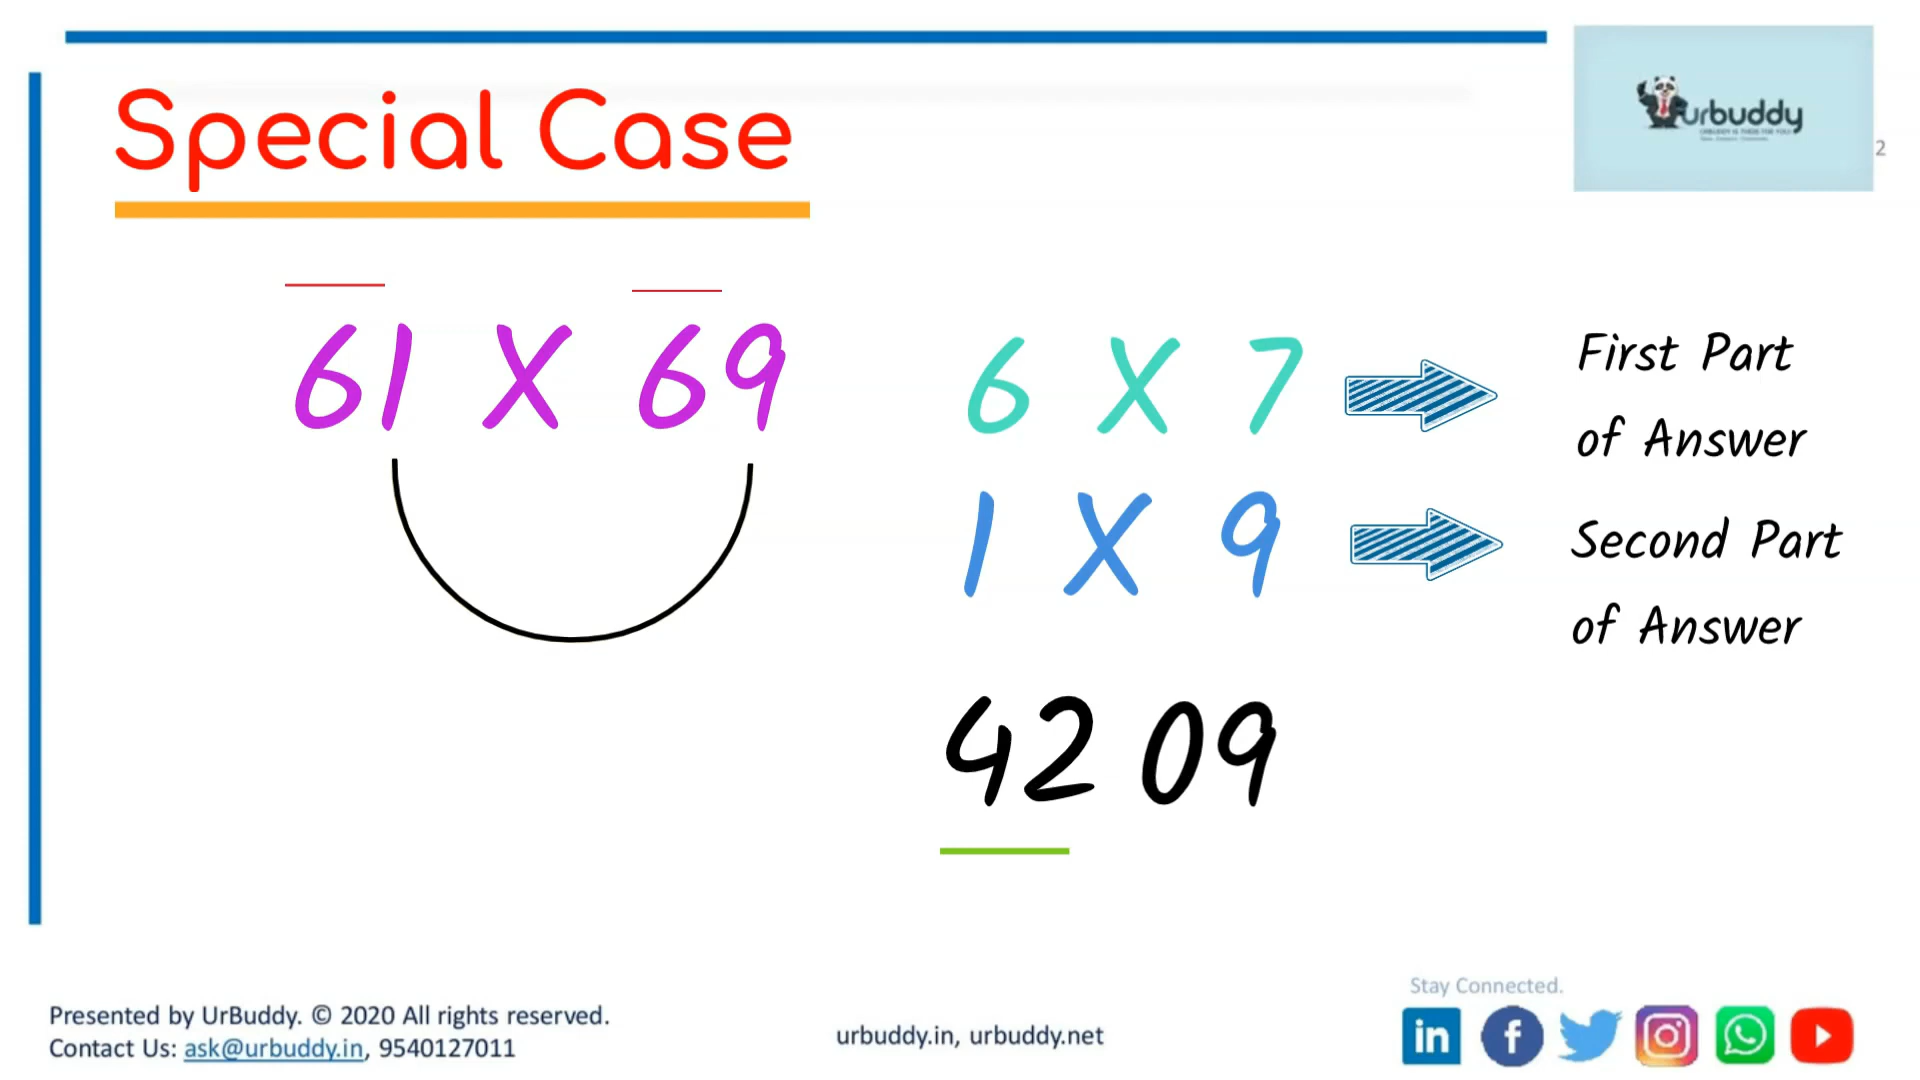 Special Case
urbuddy
2
61 X 69
6 X 7
First Part
of Answer
1 X 9
Second Part
of Answer
42 09
Stay Connected.
Presented by UrBuddy. © 2020 All rights reserved.
Contact Us: ask@urbuddy.in, 9540127011
urbuddy.in, urbuddy.net
in
f